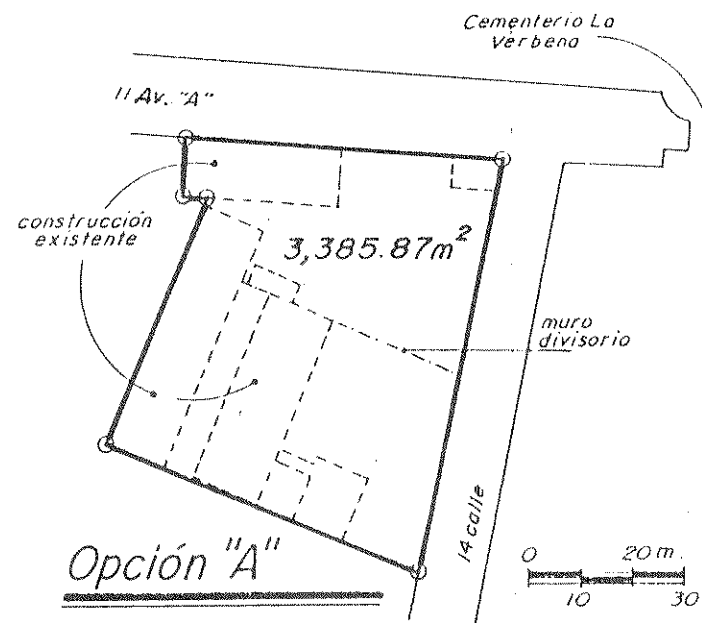 Cementerio La
Verbena
11 Av. "A"
construcción
existente
3,385.87m²
muro
divisorio
14 calle
Opción "A"
0 20 m.
10 30